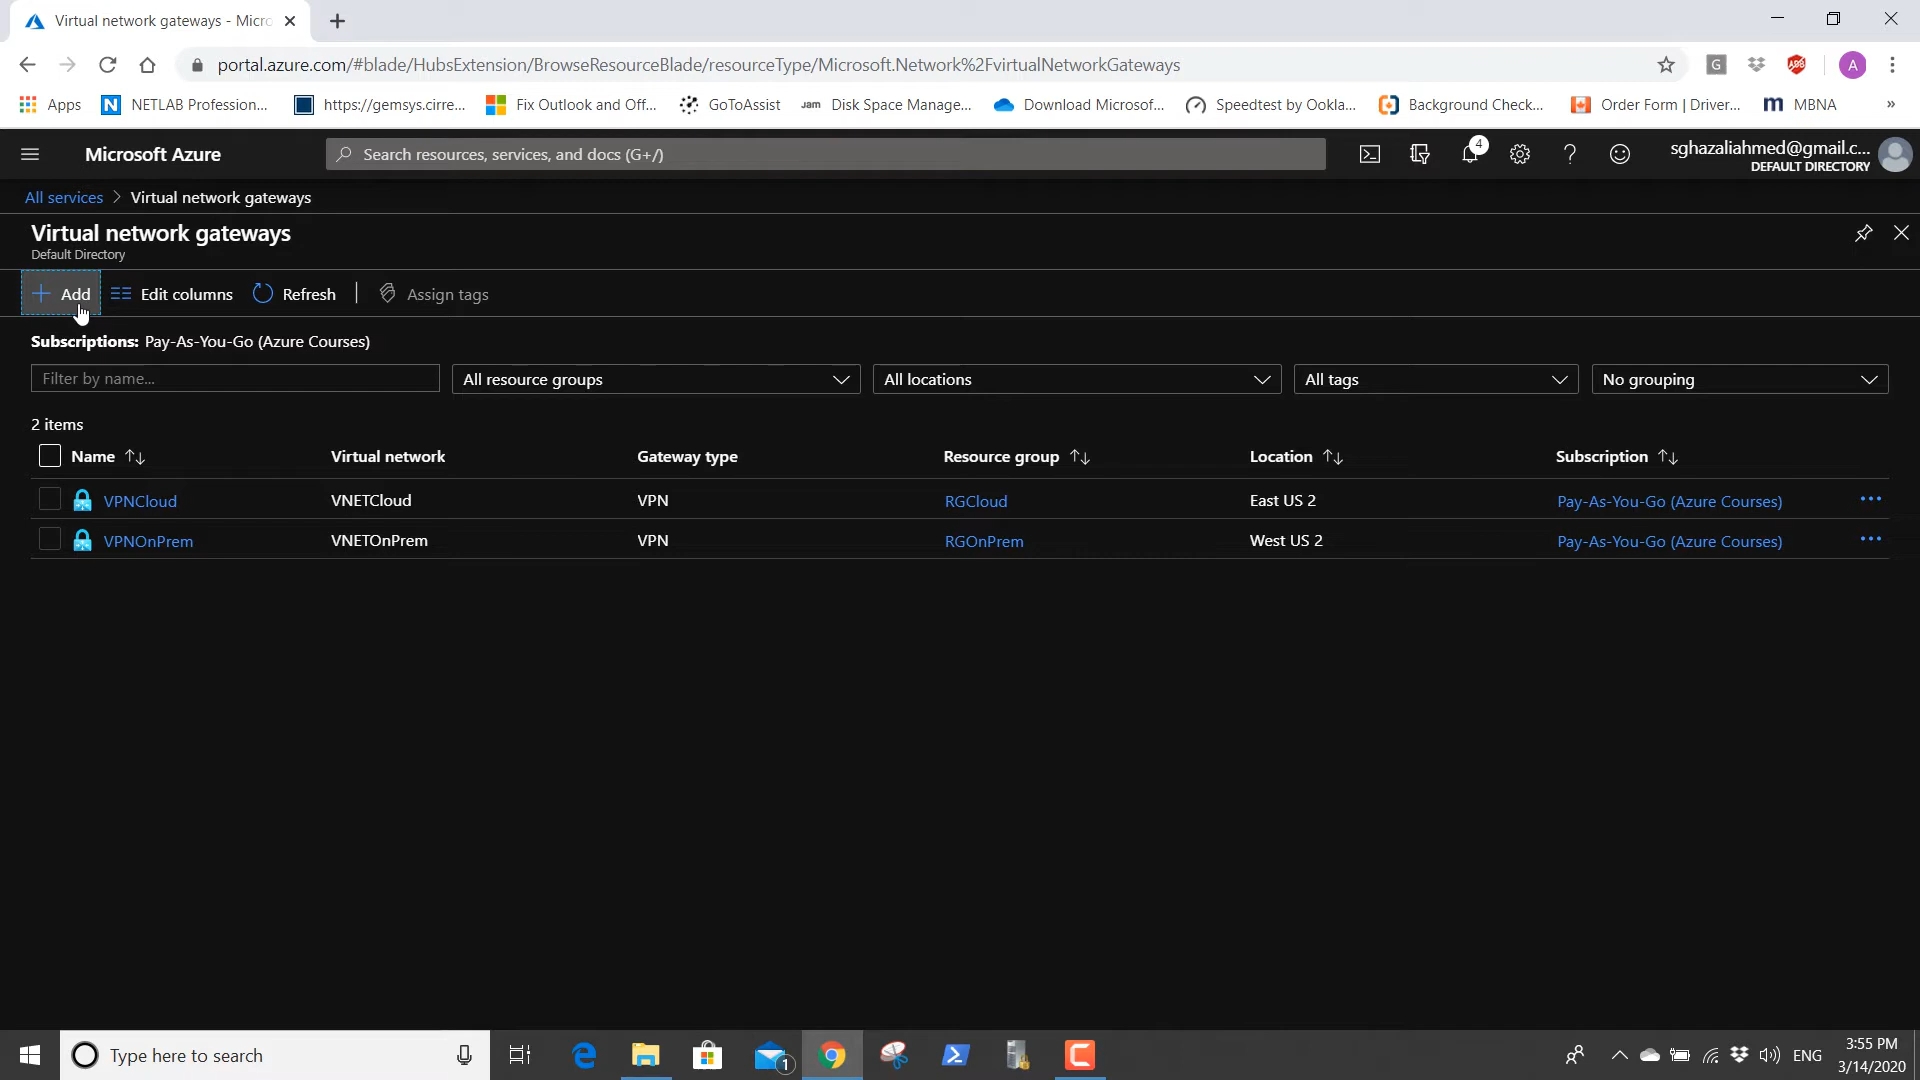 Virtual network gateways - Micro
portal.azure.com/#blade/HubsExtension/BrowseResourceBlade/resourceType/Microsoft.Network%2FvirtualNetworkGateways
G
ABP
A
Apps
N
NETLAB Profession...
https://gemsys.cirre...
Fix Outlook and Off...
GoToAssist
Jam
Disk Space Manage...
Download Microsof...
Speedtest by Ookla...
Background Check...
Order Form | Driver...
m
MBNA
»
Microsoft Azure
Search resources, services, and docs (G+/)
4
sghazaliahmed@gmail.c...
DEFAULT DIRECTORY
All services > Virtual network gateways
Virtual network gateways
Default Directory
+ Add
Edit columns
Refresh
Assign tags
Subscriptions: Pay-As-You-Go (Azure Courses)
Filter by name...
All resource groups
All locations
All tags
No grouping
2 items
Name Virtual network Gateway type Resource group Location Subscription
VPNCloud VNETCloud VPN RGCloud East US 2 Pay-As-You-Go (Azure Courses) ...
VPNOnPrem VNETOnPrem VPN RGOnPrem West US 2 Pay-As-You-Go (Azure Courses) ...
Type here to search
1
ENG
3:55 PM
3/14/2020